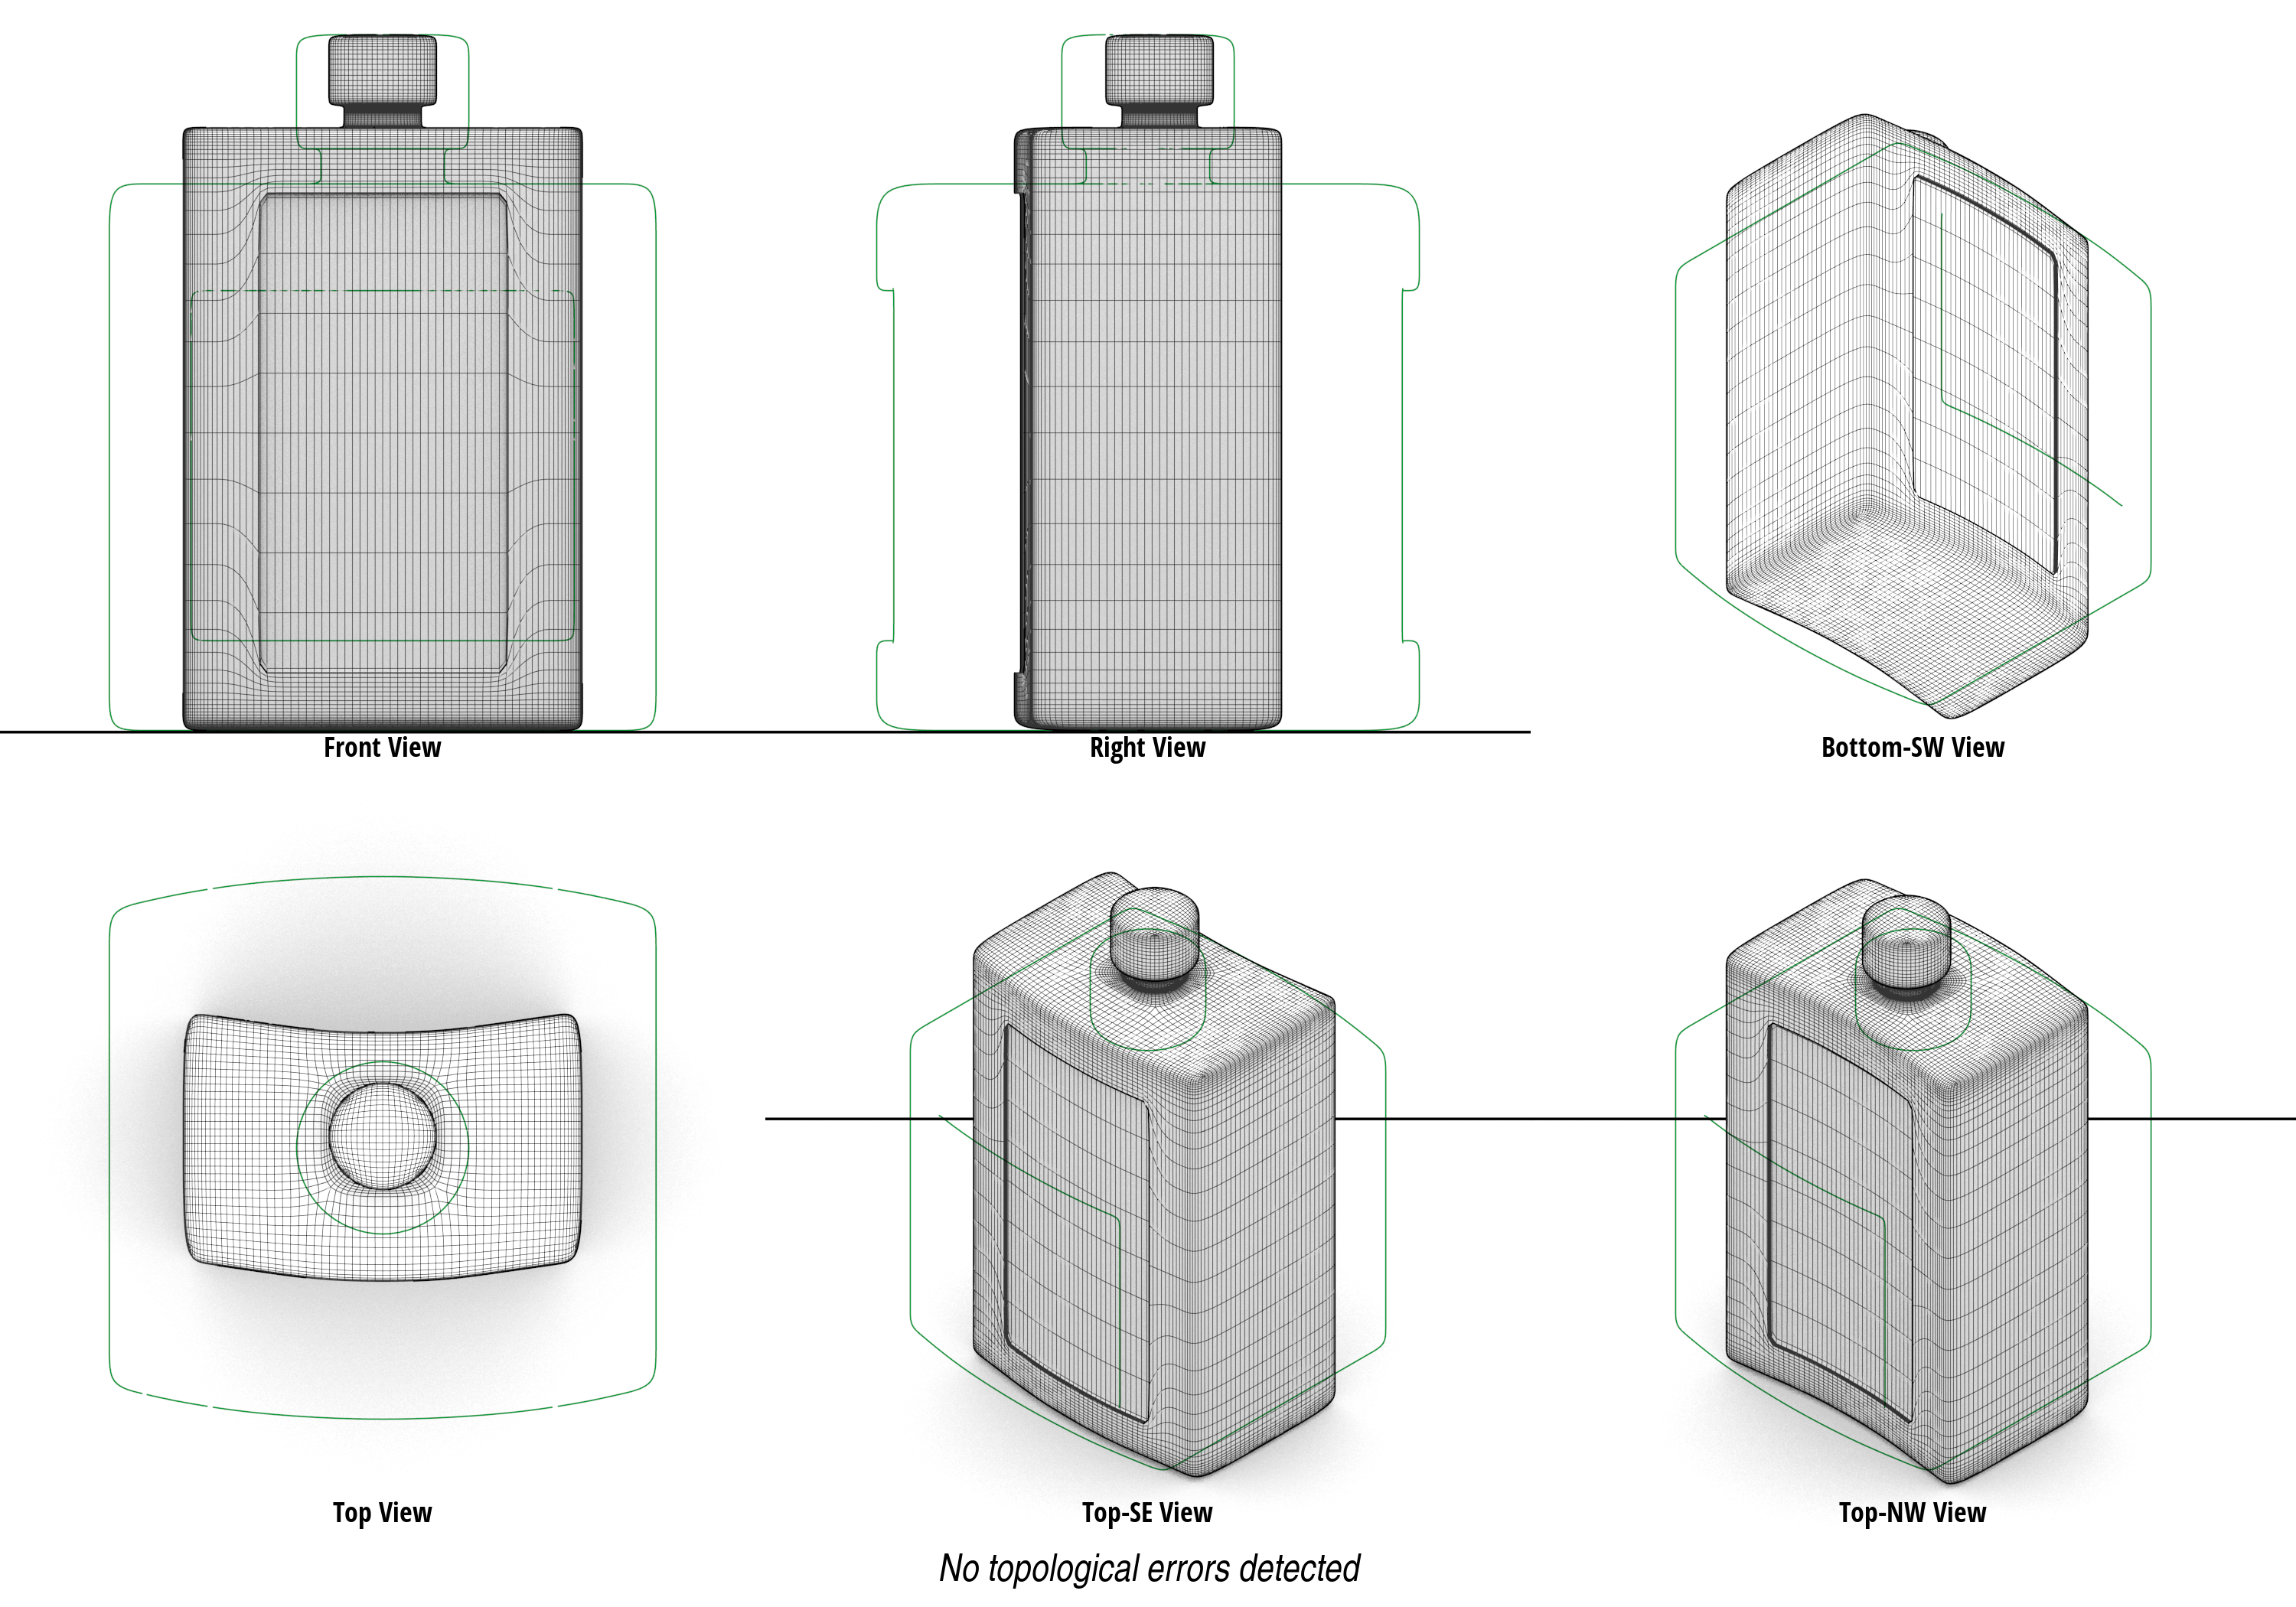 Front View
Right View
Bottom-SW View
Top View
Top-SE View
Top-NW View
No topological errors detected